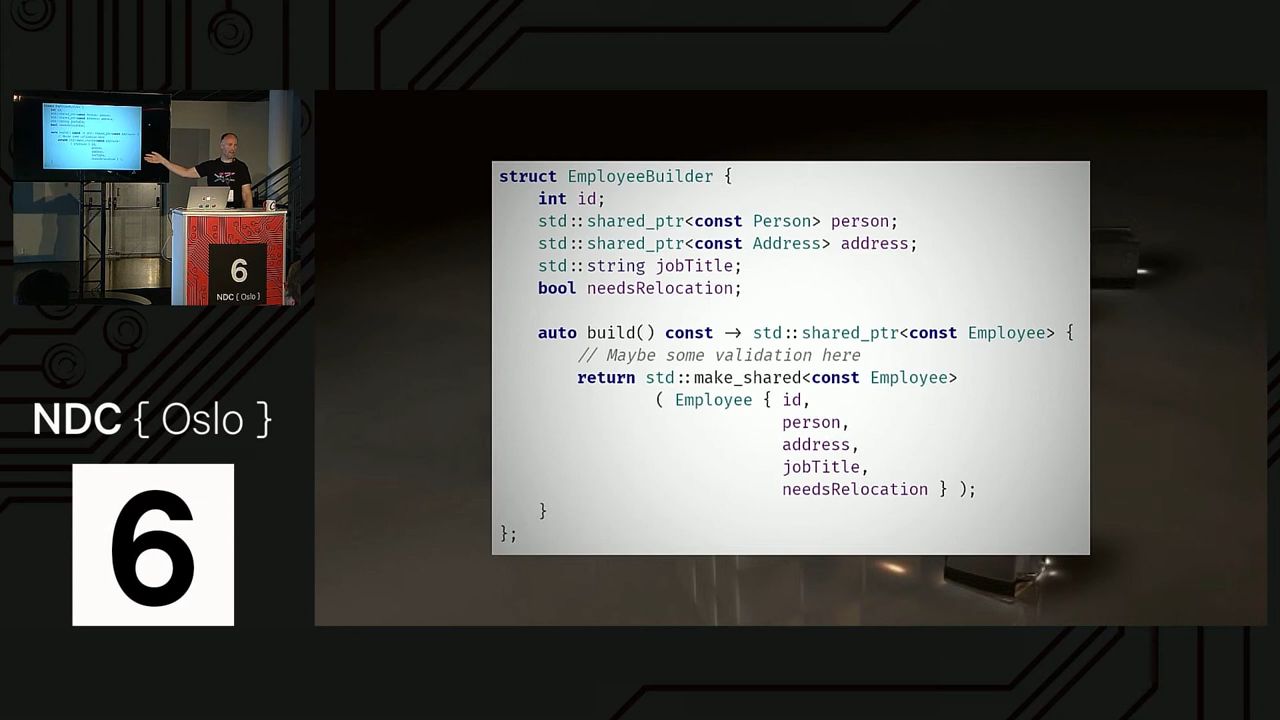 struct EmployeeBuilder {
int id;
std::shared_ptr<const Person> person;
std::shared_ptr<const Address> address;
std::string jobTitle;
bool needsRelocation;
auto build() const → std::shared_ptr<const Employee> {
// Maybe some validation here
return std::make_shared<const Employee>
( Employee { id,
person,
address,
jobTitle,
needsRelocation } );
}
};
6
NDC { Oslo }
NDC { Oslo }
6